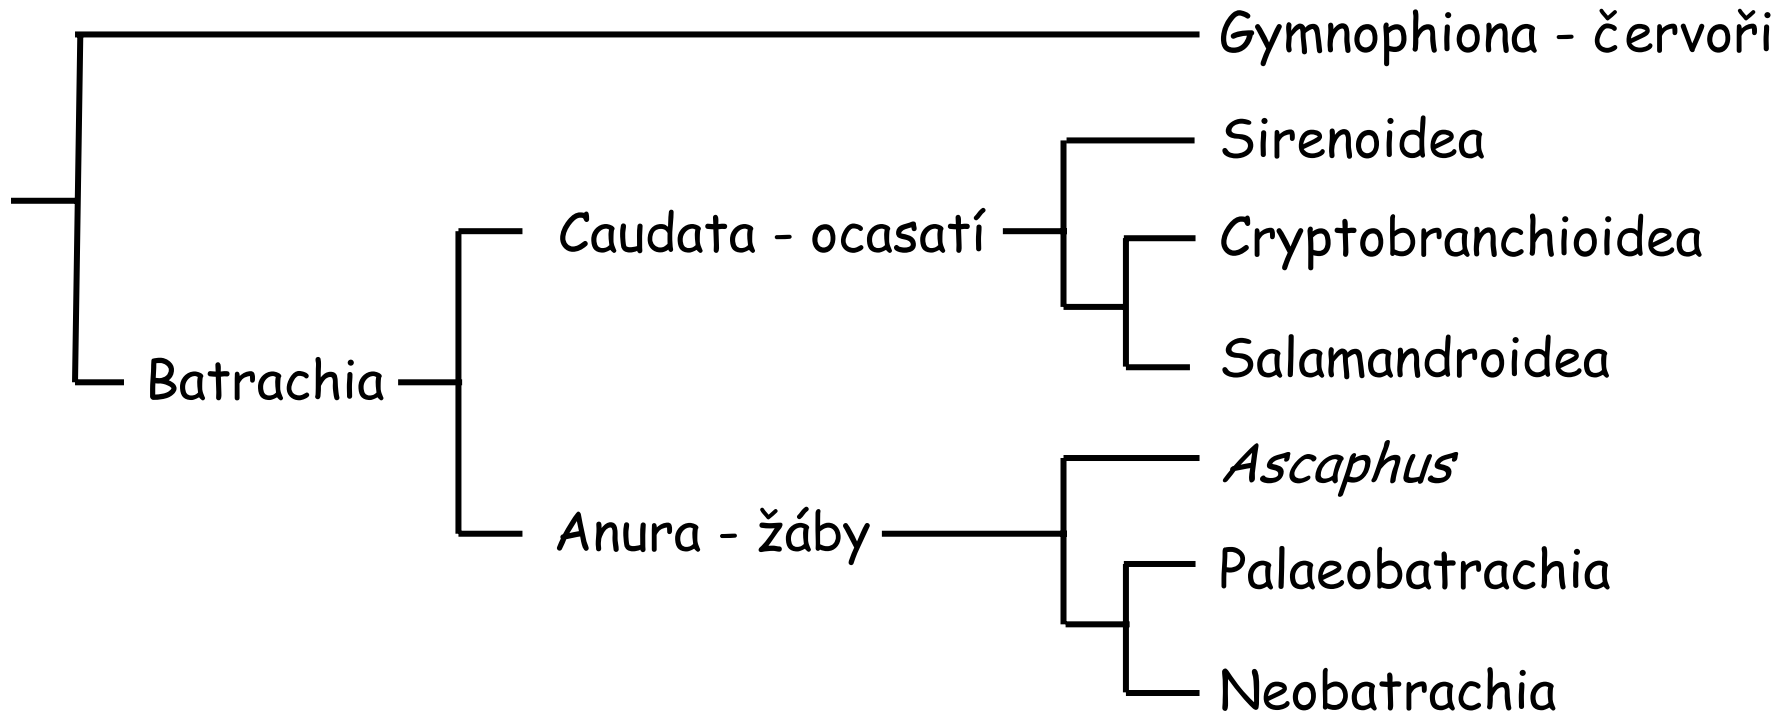 Gymnophiona - červoři
Sirenoidea
Caudata - ocasatí
Cryptobranchioidea
Salamandroidea
Batrachia
Ascaphus
Anura - žáby
Palaeobatrachia
Neobatrachia